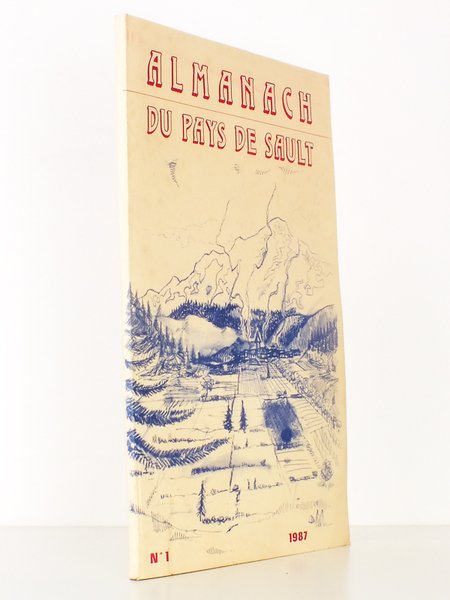 ALMANACH
DU PAYS DE SAULT
N°1
1987